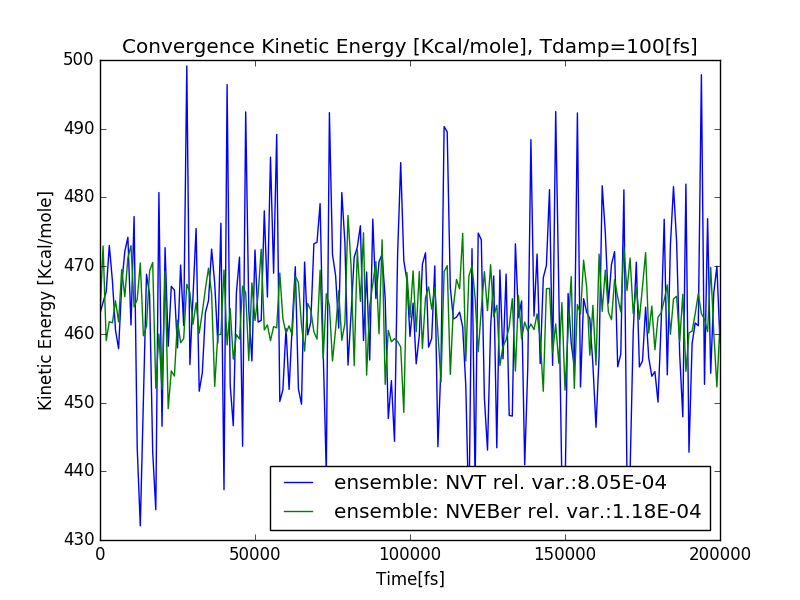 Convergence Kinetic Energy [Kcal/mole], Tdamp=100[fs]
Kinetic Energy [Kcal/mole]
500
490
480
470
460
450
440
430
ensemble: NVT rel. var.:8.05E-04
ensemble: NVEBer rel. var.:1.18E-04
0 50000 100000 150000 200000
Time[fs]